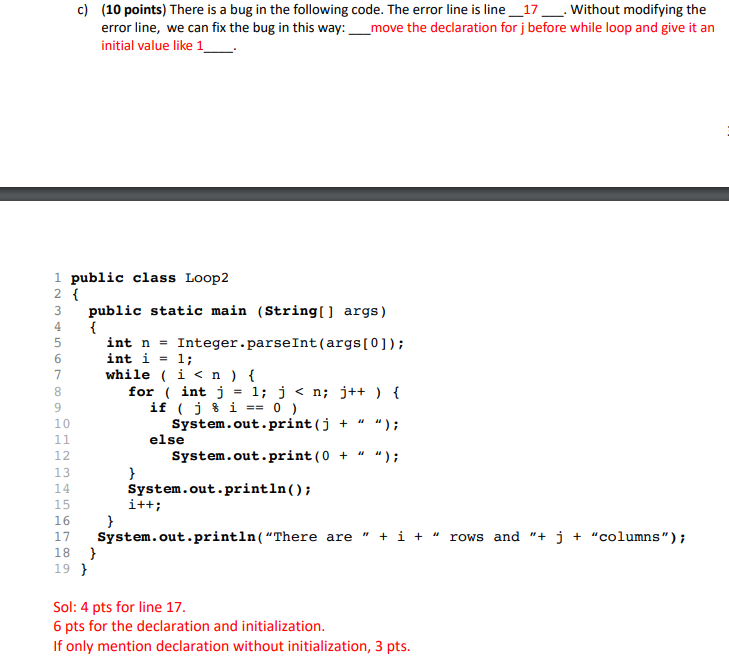 c) (10 points) There is a bug in the following code. The error line is line __17 ___. Without modifying the
error line, we can fix the bug in this way: ___move the declaration for j before while loop and give it an
initial value like 1____.
1 public class Loop2
2 {
3 public static main (String[] args)
4 {
5 int n = Integer.parseInt(args[0]);
6 int i = 1;
7 while ( i < n ) {
8 for ( int j = 1; j < n; j++ ) {
9 if ( j % i == 0 )
10 System.out.print(j + “ “);
11 else
12 System.out.print(0 + “ “);
13 }
14 System.out.println();
15 i++;
16 }
17 System.out.println(“There are ” + i + “ rows and ”+ j + “columns”);
18 }
19 }
Sol: 4 pts for line 17.
6 pts for the declaration and initialization.
If only mention declaration without initialization, 3 pts.